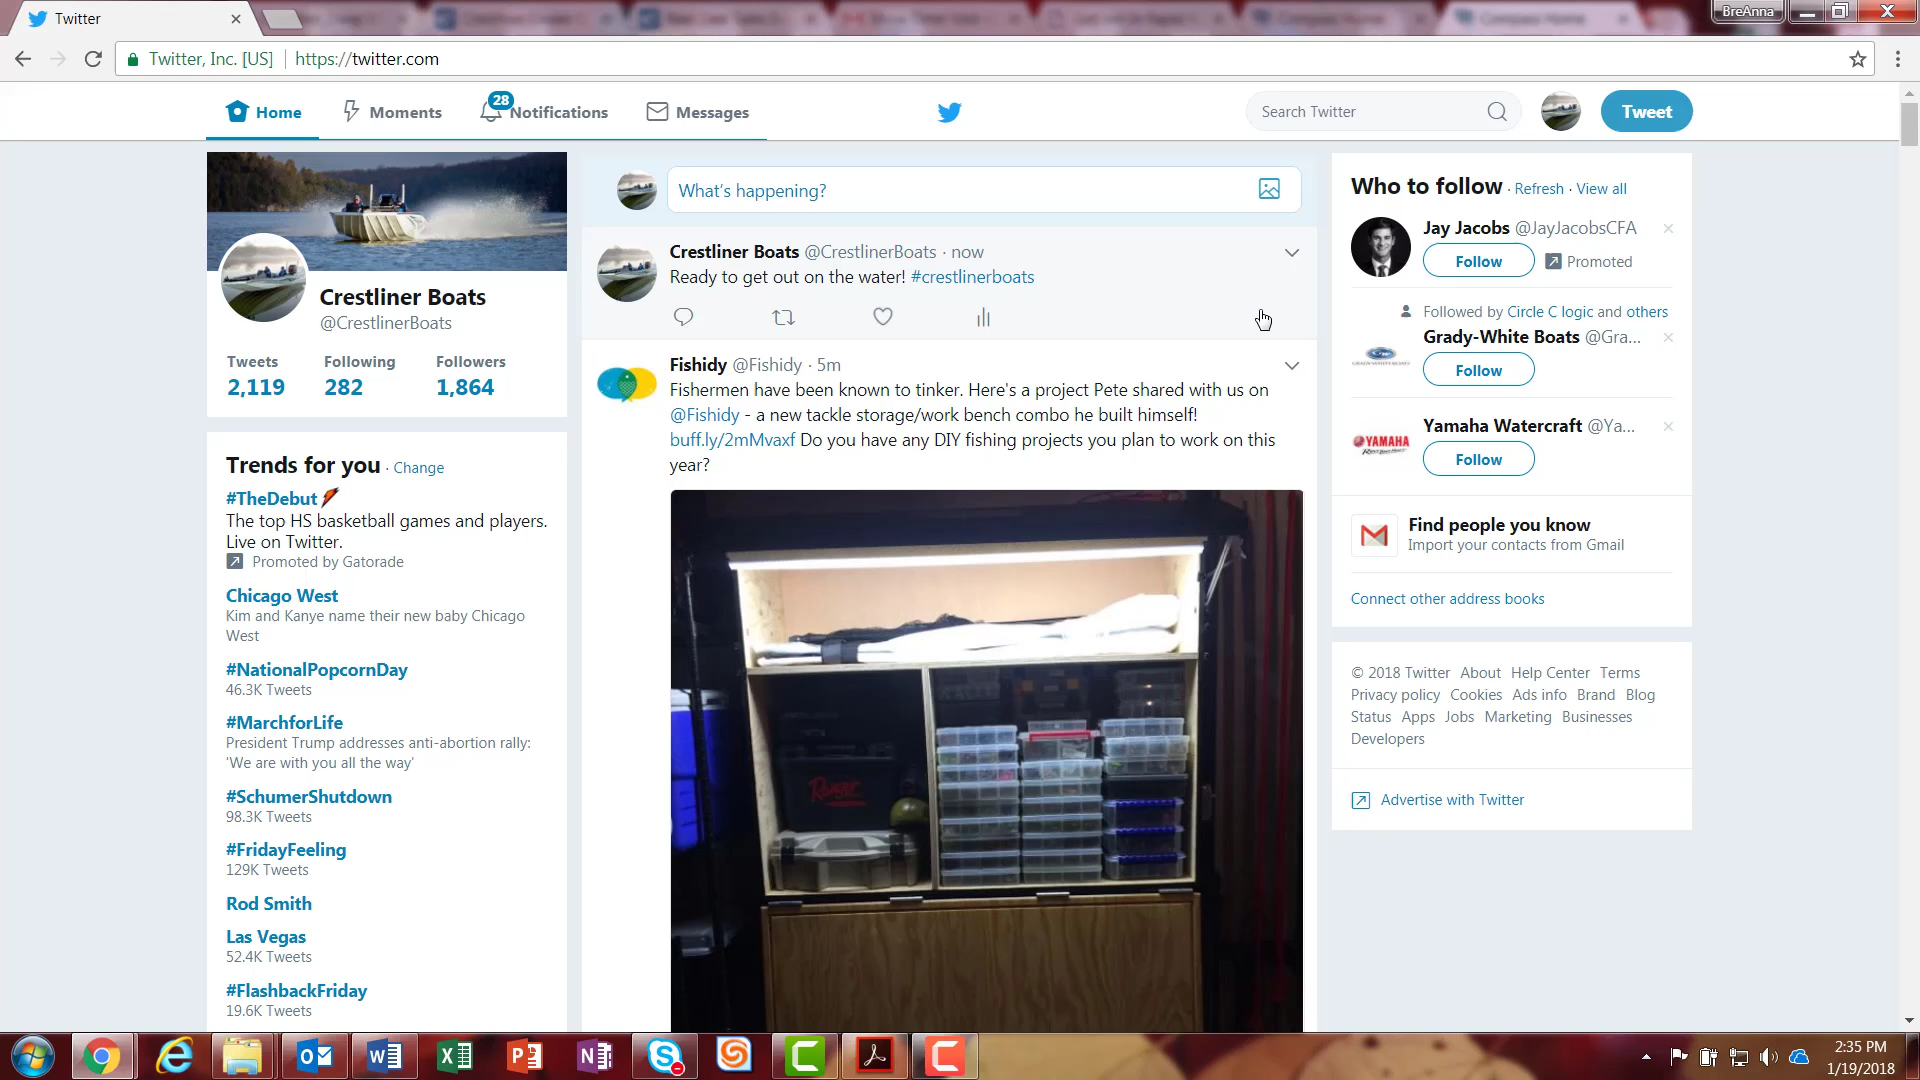 Twitter
BreAnna
Twitter, Inc. [US]
https://twitter.com
Home
Moments
28
Notifications
Messages
Search Twitter
Tweet
Crestliner Boats
@CrestlinerBoats
Tweets Following Followers
2,119 282 1,864
Trends for you · Change
#TheDebut
The top HS basketball games and players.
Live on Twitter.
Promoted by Gatorade
Chicago West
Kim and Kanye name their new baby Chicago
West
#NationalPopcornDay
46.3K Tweets
#MarchforLife
President Trump addresses anti-abortion rally:
'We are with you all the way'
#SchumerShutdown
98.3K Tweets
#FridayFeeling
129K Tweets
Rod Smith
Las Vegas
52.4K Tweets
#FlashbackFriday
19.6K Tweets
What's happening?
Crestliner Boats @CrestlinerBoats · now
Ready to get out on the water! #crestlinerboats
Fishidy @Fishidy · 5m
Fishermen have been known to tinker. Here's a project Pete shared with us on
@Fishidy - a new tackle storage/work bench combo he built himself!
buff.ly/2mMvaxf Do you have any DIY fishing projects you plan to work on this
year?
Ranger
Who to follow · Refresh · View all
Jay Jacobs @JayJacobsCFA
Follow
Promoted
Followed by Circle C logic and others
Grady-White Boats @Gra...
Follow
Yamaha Watercraft @Ya...
YAMAHA
Follow
Find people you know
Import your contacts from Gmail
Connect other address books
© 2018 Twitter About Help Center Terms
Privacy policy Cookies Ads info Brand Blog
Status Apps Jobs Marketing Businesses
Developers
Advertise with Twitter
2:35 PM
1/19/2018